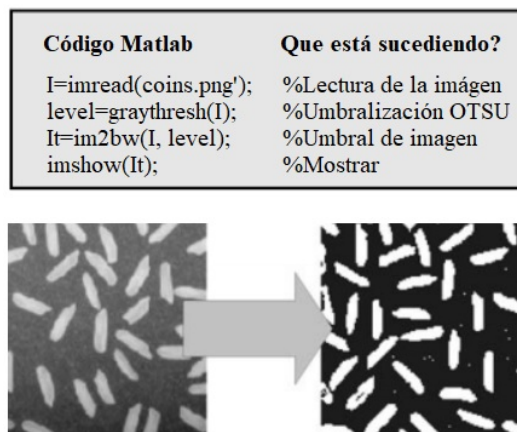 Código Matlab Que está sucediendo?
I=imread(coins.png'); %Lectura de la imágen
level=graythresh(I); %Umbralización OTSU
It=im2bw(I, level); %Umbral de imagen
imshow(It); %Mostrar